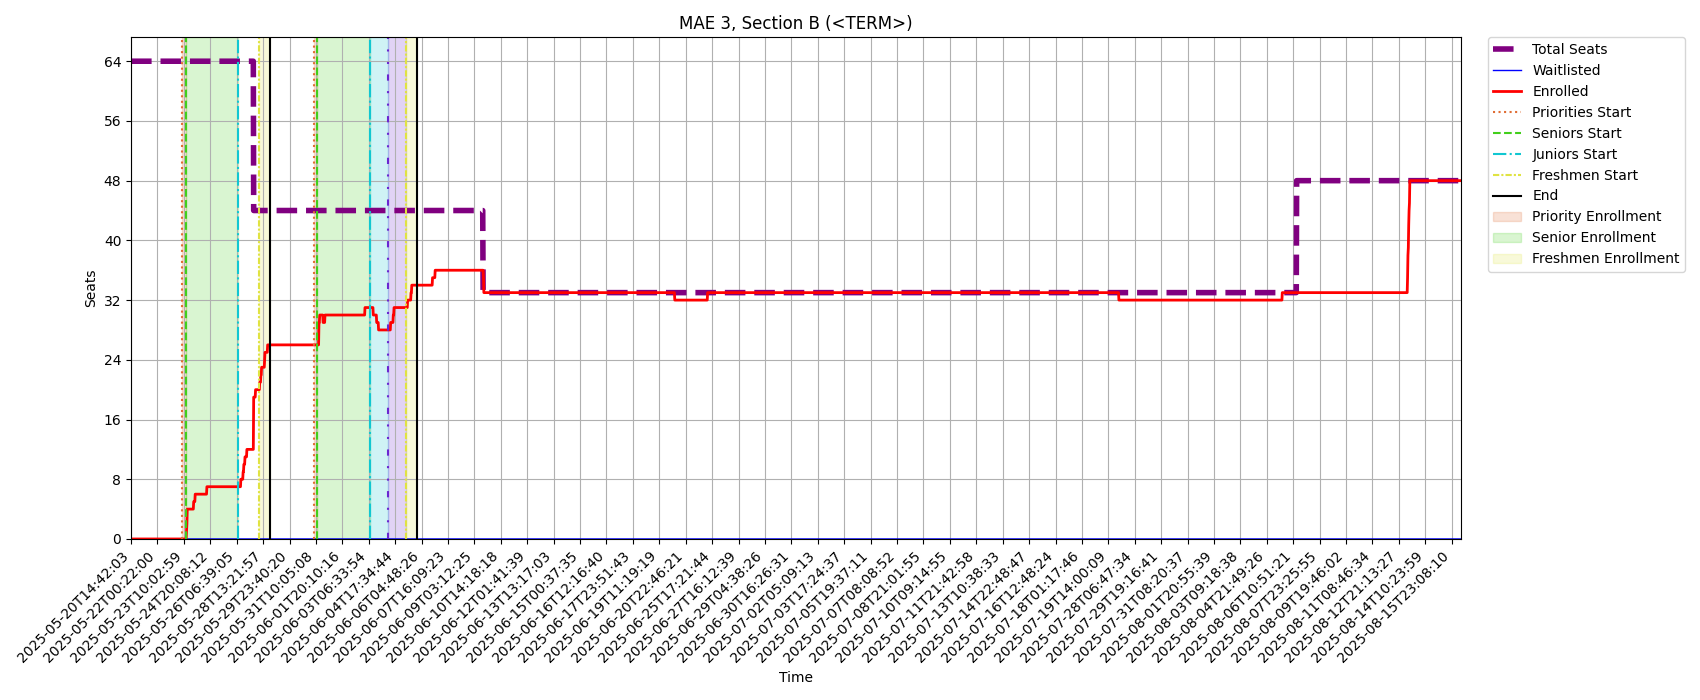 MAE 3, Section B (<TERM>)
Seats
64
56
48
40
32
24
16
8
0
2025-05-20T14:42:03
2025-05-22T00:22:00
2025-05-23T10:02:59
2025-05-24T20:08:12
2025-05-26T06:39:05
2025-05-28T13:21:57
2025-05-29T23:40:20
2025-05-31T10:05:08
2025-06-01T20:10:16
2025-06-03T06:33:54
2025-06-04T17:34:44
2025-06-06T04:48:26
2025-06-07T16:09:23
2025-06-09T03:12:25
2025-06-10T14:18:18
2025-06-12T01:41:39
2025-06-13T13:17:03
2025-06-15T00:37:35
2025-06-16T12:16:40
2025-06-17T23:51:43
2025-06-19T11:19:19
2025-06-20T22:46:21
2025-06-25T17:21:44
2025-06-27T16:12:39
2025-06-29T04:38:26
2025-06-30T16:26:31
2025-07-02T05:09:13
2025-07-03T17:24:37
2025-07-05T19:37:11
2025-07-07T08:08:52
2025-07-08T21:01:55
2025-07-10T09:14:55
2025-07-11T21:42:58
2025-07-13T10:38:33
2025-07-14T22:48:47
2025-07-16T12:48:24
2025-07-18T01:17:46
2025-07-19T14:00:09
2025-07-28T06:47:34
2025-07-29T19:16:41
2025-07-31T08:20:37
2025-08-01T20:55:39
2025-08-03T09:18:38
2025-08-04T21:49:26
2025-08-06T10:51:21
2025-08-07T23:25:55
2025-08-09T19:46:02
2025-08-11T08:46:34
2025-08-12T21:13:27
2025-08-14T10:23:59
2025-08-15T23:08:10
Time
Total Seats
Waitlisted
Enrolled
Priorities Start
Seniors Start
Juniors Start
Freshmen Start
End
Priority Enrollment
Senior Enrollment
Freshmen Enrollment